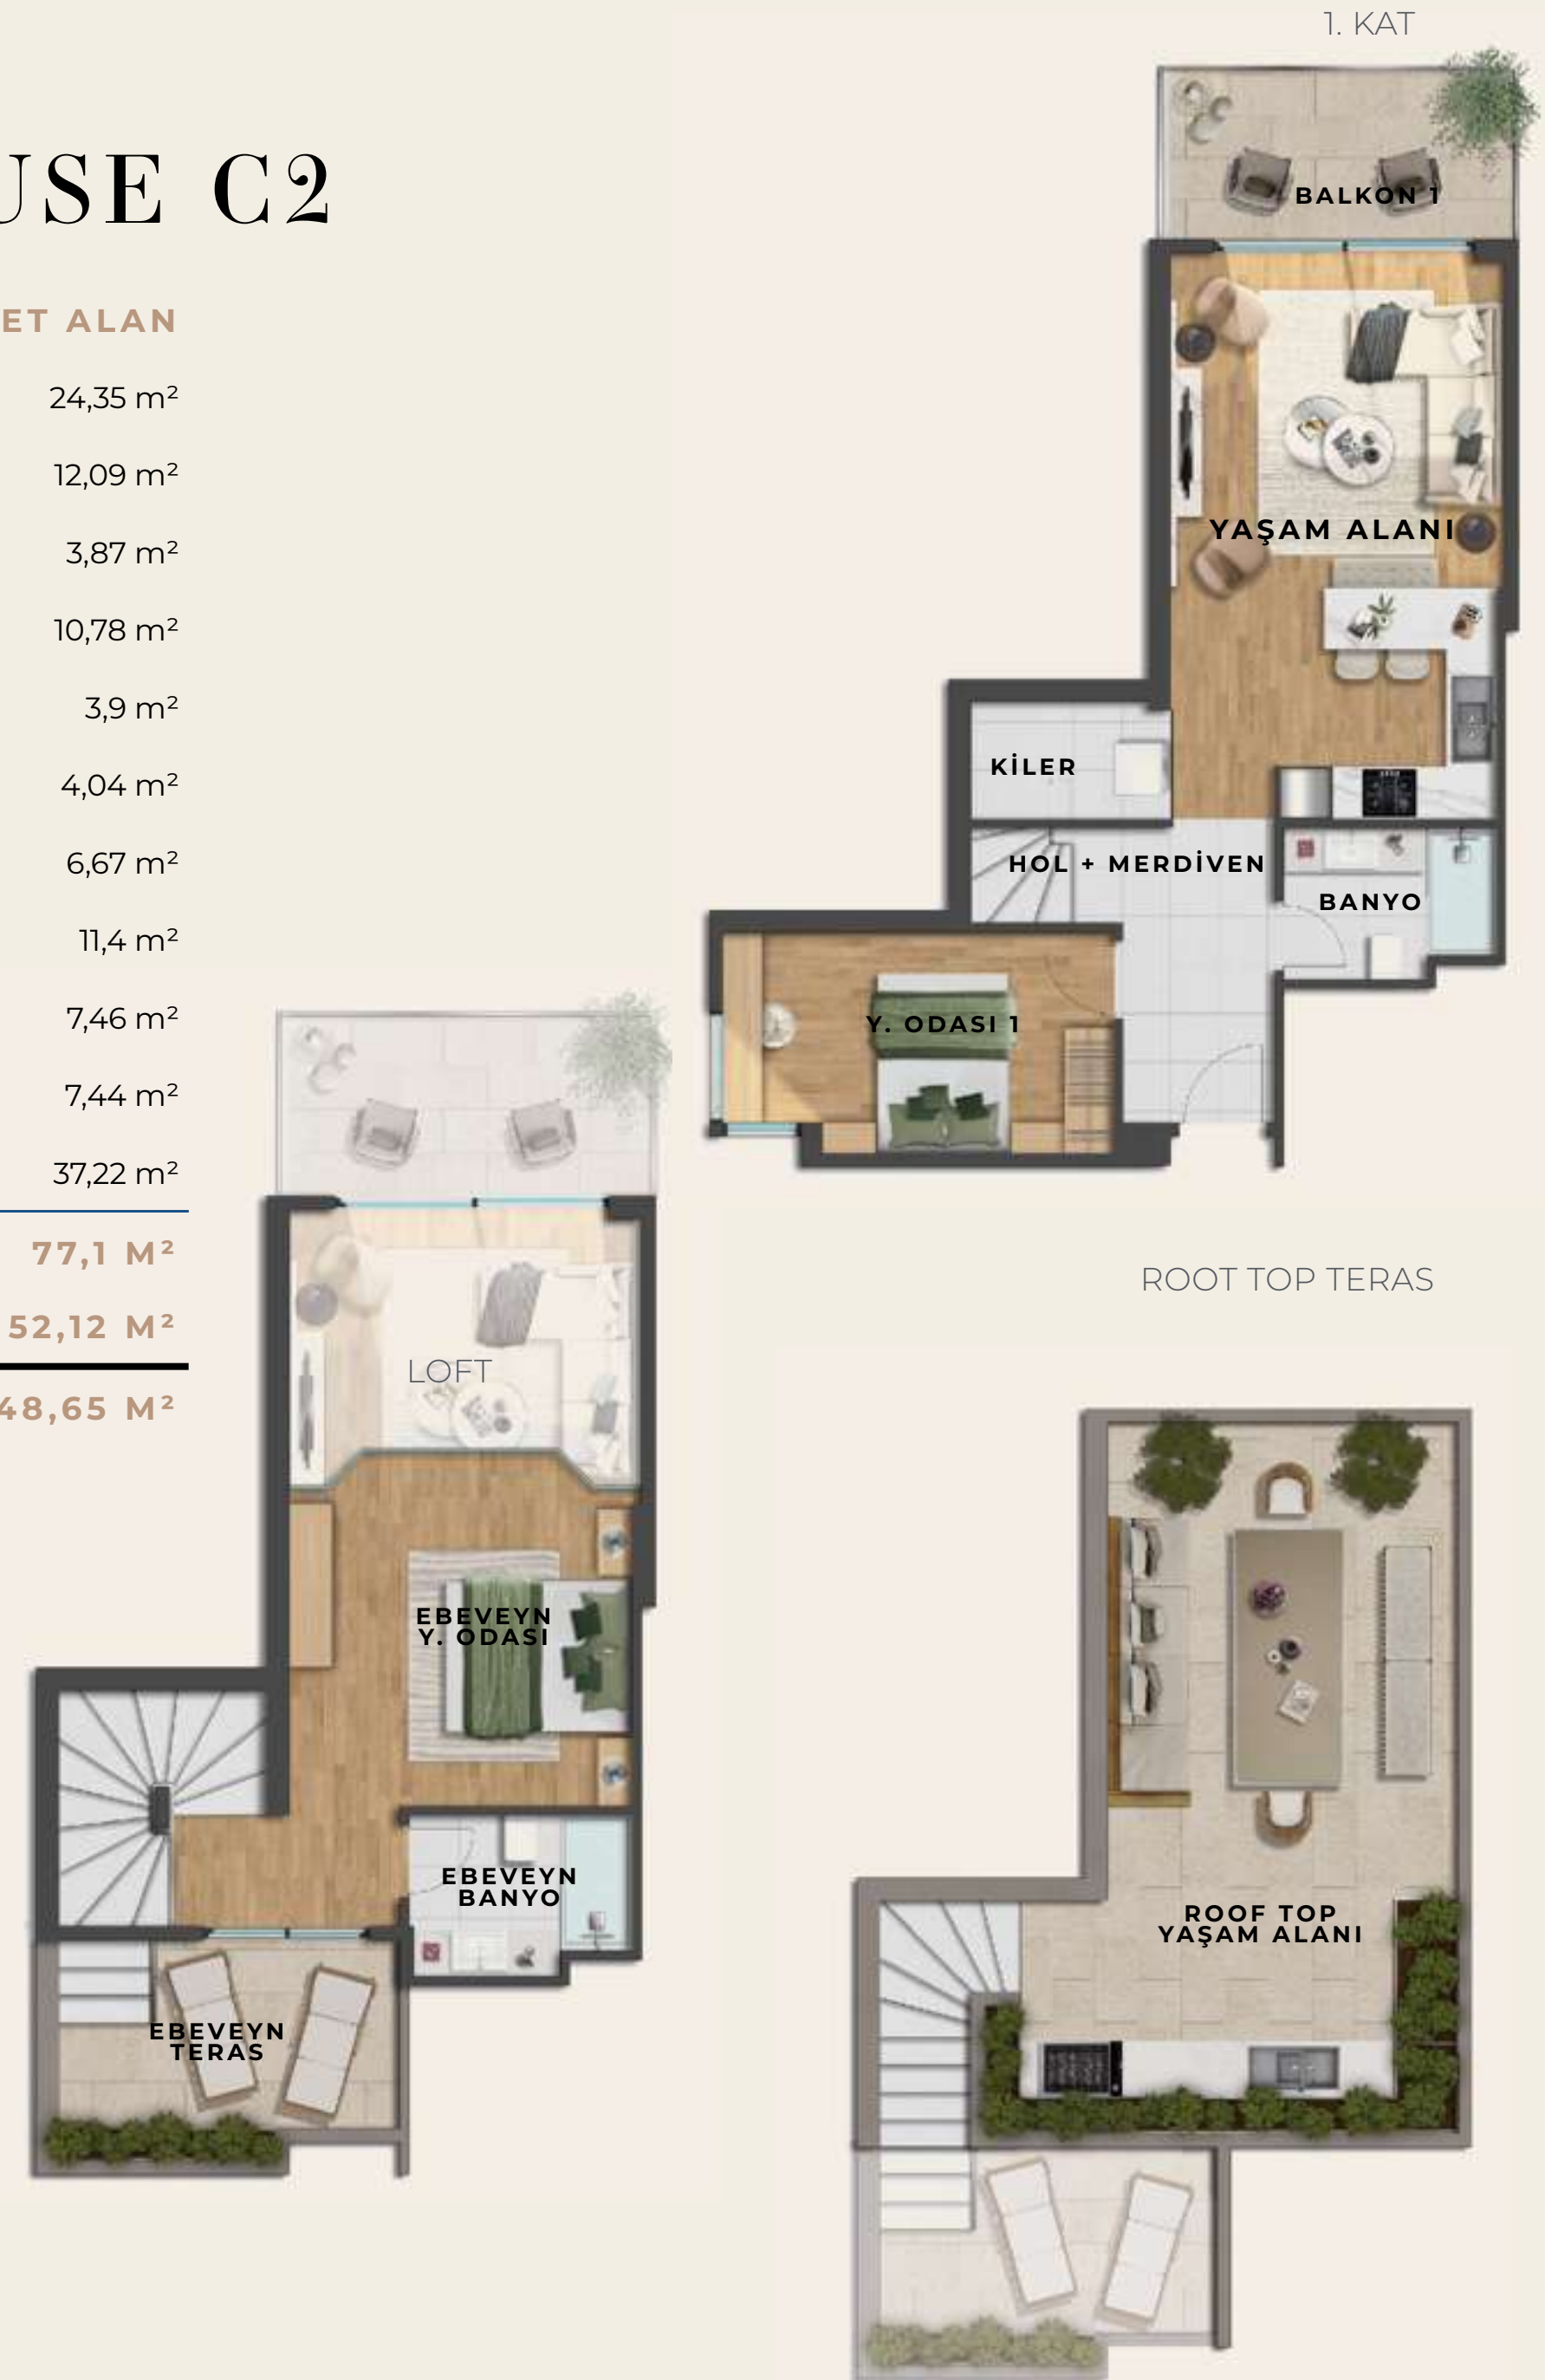 1. KAT
USE C2
ET ALAN
24,35 m²
12,09 m²
3,87 m²
10,78 m²
3,9 m²
4,04 m²
6,67 m²
11,4 m²
7,46 m²
7,44 m²
37,22 m²
77,1 M²
52,12 M²
48,65 M²
BALKON 1
YAŞAM ALANI
KİLER
HOL + MERDİVEN
BANYO
Y. ODASI 1
LOFT
EBEVEYN
Y. ODASI
EBEVEYN
BANYO
EBEVEYN
TERAS
ROOT TOP TERAS
ROOF TOP
YAŞAM ALANI